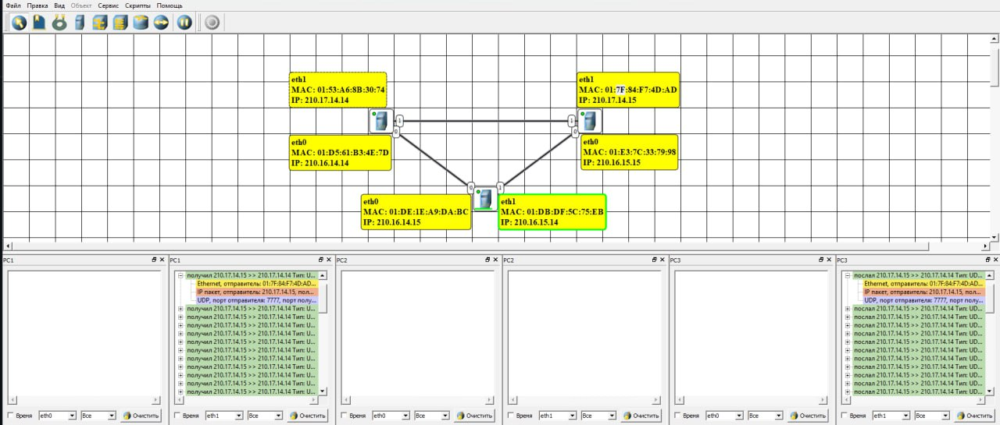 Файл Правка Вид Объект Сервис Скрипты Помощь
eth1
MAC: 01:53:A6:8B:30:74
IP: 210.17.14.14
eth1
MAC: 01:7F:84:F7:4D:AD
IP: 210.17.14.15
1
1
0
0
eth0
MAC: 01:D5:61:B3:4E:7D
IP: 210.16.14.14
eth0
MAC: 01:E3:7C:33:79:98
IP: 210.16.15.15
0
1
eth0
MAC: 01:DE:1E:A9:DA:BC
IP: 210.16.14.15
eth1
MAC: 01:DB:DF:5C:75:EB
IP: 210.16.15.14
PC1
PC1
PC2
PC2
PC3
PC3
получил 210.17.14.15 >> 210.17.14.14 Тип: U...
Ethernet, отправитель: 01:7F:84:F7:4D:AD...
IP пакет, отправитель: 210.17.14.15, пол...
UDP, порт отправителя: 7777, порт полу...
получил 210.17.14.15 >> 210.17.14.14 Тип: U...
получил 210.17.14.15 >> 210.17.14.14 Тип: U...
получил 210.17.14.15 >> 210.17.14.14 Тип: U...
получил 210.17.14.15 >> 210.17.14.14 Тип: U...
получил 210.17.14.15 >> 210.17.14.14 Тип: U...
получил 210.17.14.15 >> 210.17.14.14 Тип: U...
получил 210.17.14.15 >> 210.17.14.14 Тип: U...
получил 210.17.14.15 >> 210.17.14.14 Тип: U...
получил 210.17.14.15 >> 210.17.14.14 Тип: U...
получил 210.17.14.15 >> 210.17.14.14 Тип: U...
получил 210.17.14.15 >> 210.17.14.14 Тип: U...
послал 210.17.14.15 >> 210.17.14.14 Тип: UD...
Ethernet, отправитель: 01:7F:84:F7:4D:AD...
IP пакет, отправитель: 210.17.14.15, пол...
UDP, порт отправителя: 7777, порт полу...
послал 210.17.14.15 >> 210.17.14.14 Тип: UD...
послал 210.17.14.15 >> 210.17.14.14 Тип: UD...
послал 210.17.14.15 >> 210.17.14.14 Тип: UD...
послал 210.17.14.15 >> 210.17.14.14 Тип: UD...
послал 210.17.14.15 >> 210.17.14.14 Тип: UD...
послал 210.17.14.15 >> 210.17.14.14 Тип: UD...
послал 210.17.14.15 >> 210.17.14.14 Тип: UD...
послал 210.17.14.15 >> 210.17.14.14 Тип: UD...
послал 210.17.14.15 >> 210.17.14.14 Тип: UD...
послал 210.17.14.15 >> 210.17.14.14 Тип: UD...
послал 210.17.14.15 >> 210.17.14.14 Тип: UD...
Время eth0 Все Очистить
Время eth1 Все Очистить
Время eth0 Все Очистить
Время eth1 Все Очистить
Время eth0 Все Очистить
Время eth1 Все Очистить